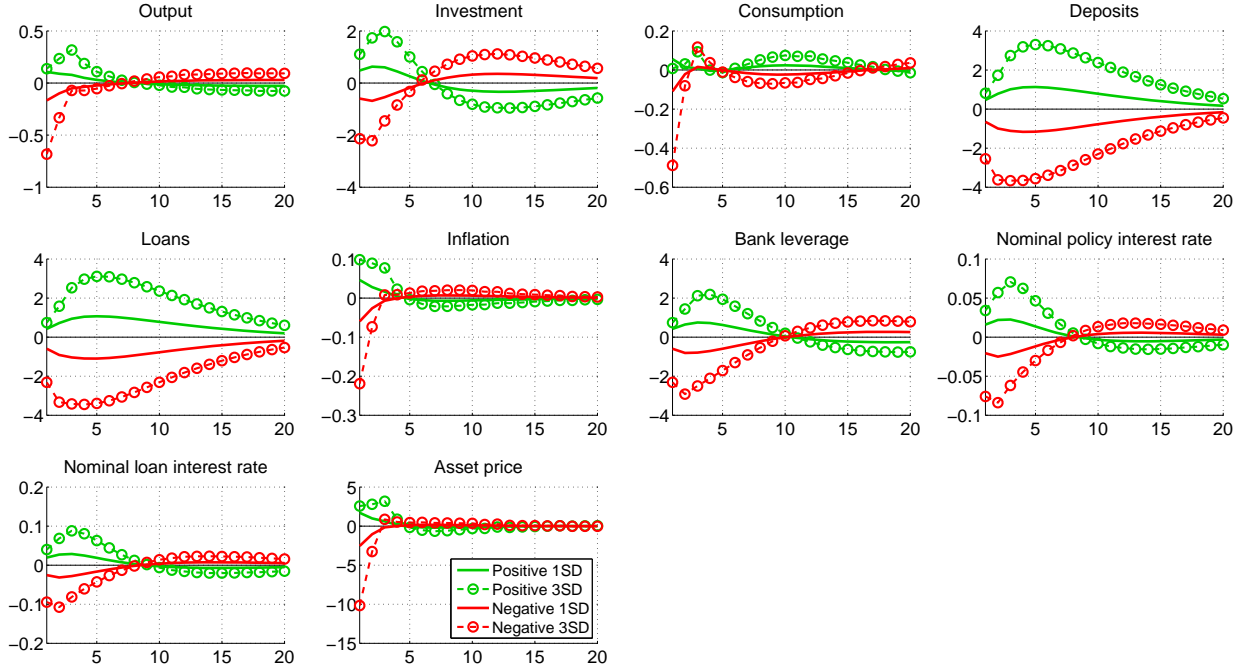 Output
Investment
Consumption
Deposits
0.5
0
−0.5
−1
5 10 15 20
2
0
−2
−4
5 10 15 20
0.2
0
−0.2
−0.4
−0.6
5 10 15 20
4
2
0
−2
−4
5 10 15 20
Loans
Inflation
Bank leverage
Nominal policy interest rate
4
2
0
−2
−4
5 10 15 20
0.1
0
−0.1
−0.2
−0.3
5 10 15 20
4
2
0
−2
−4
5 10 15 20
0.1
0.05
0
−0.05
−0.1
5 10 15 20
Nominal loan interest rate
Asset price
0.2
0.1
0
−0.1
−0.2
5 10 15 20
5
0
−5
−10
−15
5 10 15 20
Positive 1SD
Positive 3SD
Negative 1SD
Negative 3SD